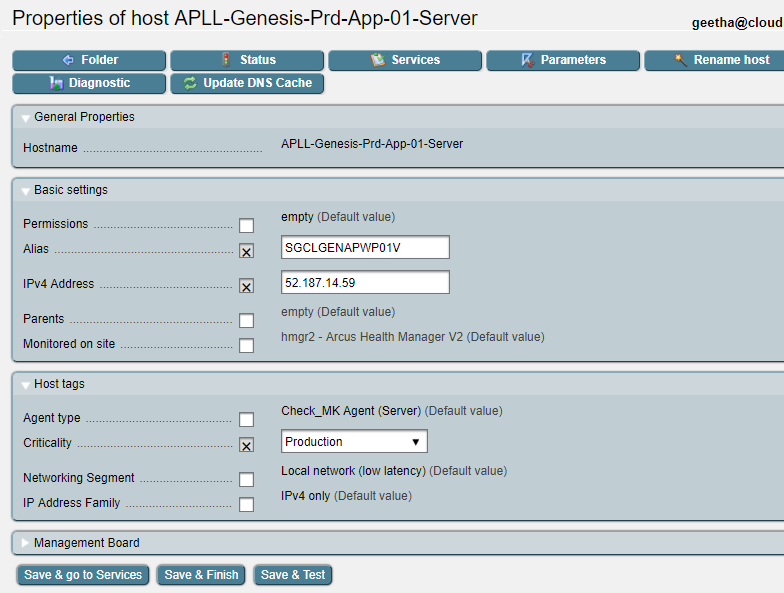 Properties of host APLL-Genesis-Prd-App-01-Server
geetha@cloud
Folder Status Services Parameters Rename host
Diagnostic Update DNS Cache
General Properties
Hostname APLL-Genesis-Prd-App-01-Server
Basic settings
Permissions empty (Default value)
Alias SGCLGENAPWP01V
IPv4 Address 52.187.14.59
Parents empty (Default value)
Monitored on site hmgr2 - Arcus Health Manager V2 (Default value)
Host tags
Agent type Check_MK Agent (Server) (Default value)
Criticality Production
Networking Segment Local network (low latency) (Default value)
IP Address Family IPv4 only (Default value)
Management Board
Save & go to Services Save & Finish Save & Test